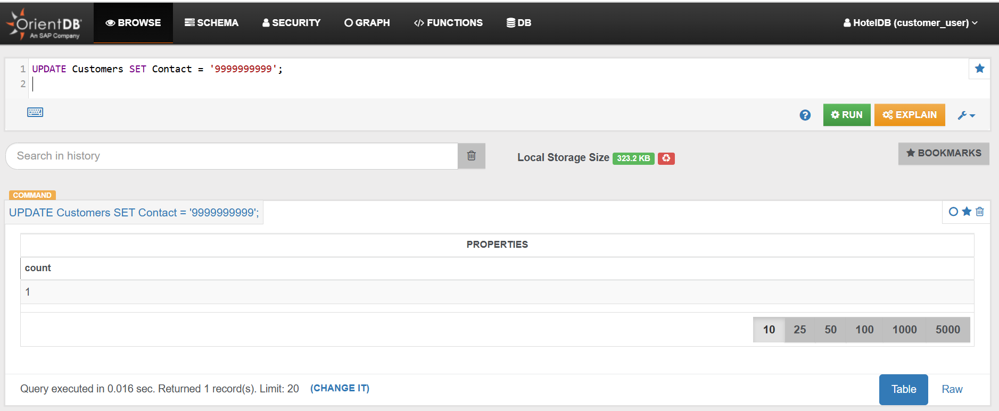 OrientDB
An SAP Company
BROWSE SCHEMA SECURITY GRAPH FUNCTIONS DB HotelDB (customer_user)
1 UPDATE Customers SET Contact = '9999999999';
2
RUN EXPLAIN
Search in history
Local Storage Size 323.2 KB
BOOKMARKS
COMMAND
UPDATE Customers SET Contact = '9999999999';
PROPERTIES
count
1
10 25 50 100 1000 5000
Query executed in 0.016 sec. Returned 1 record(s). Limit: 20 (CHANGE IT)
Table Raw